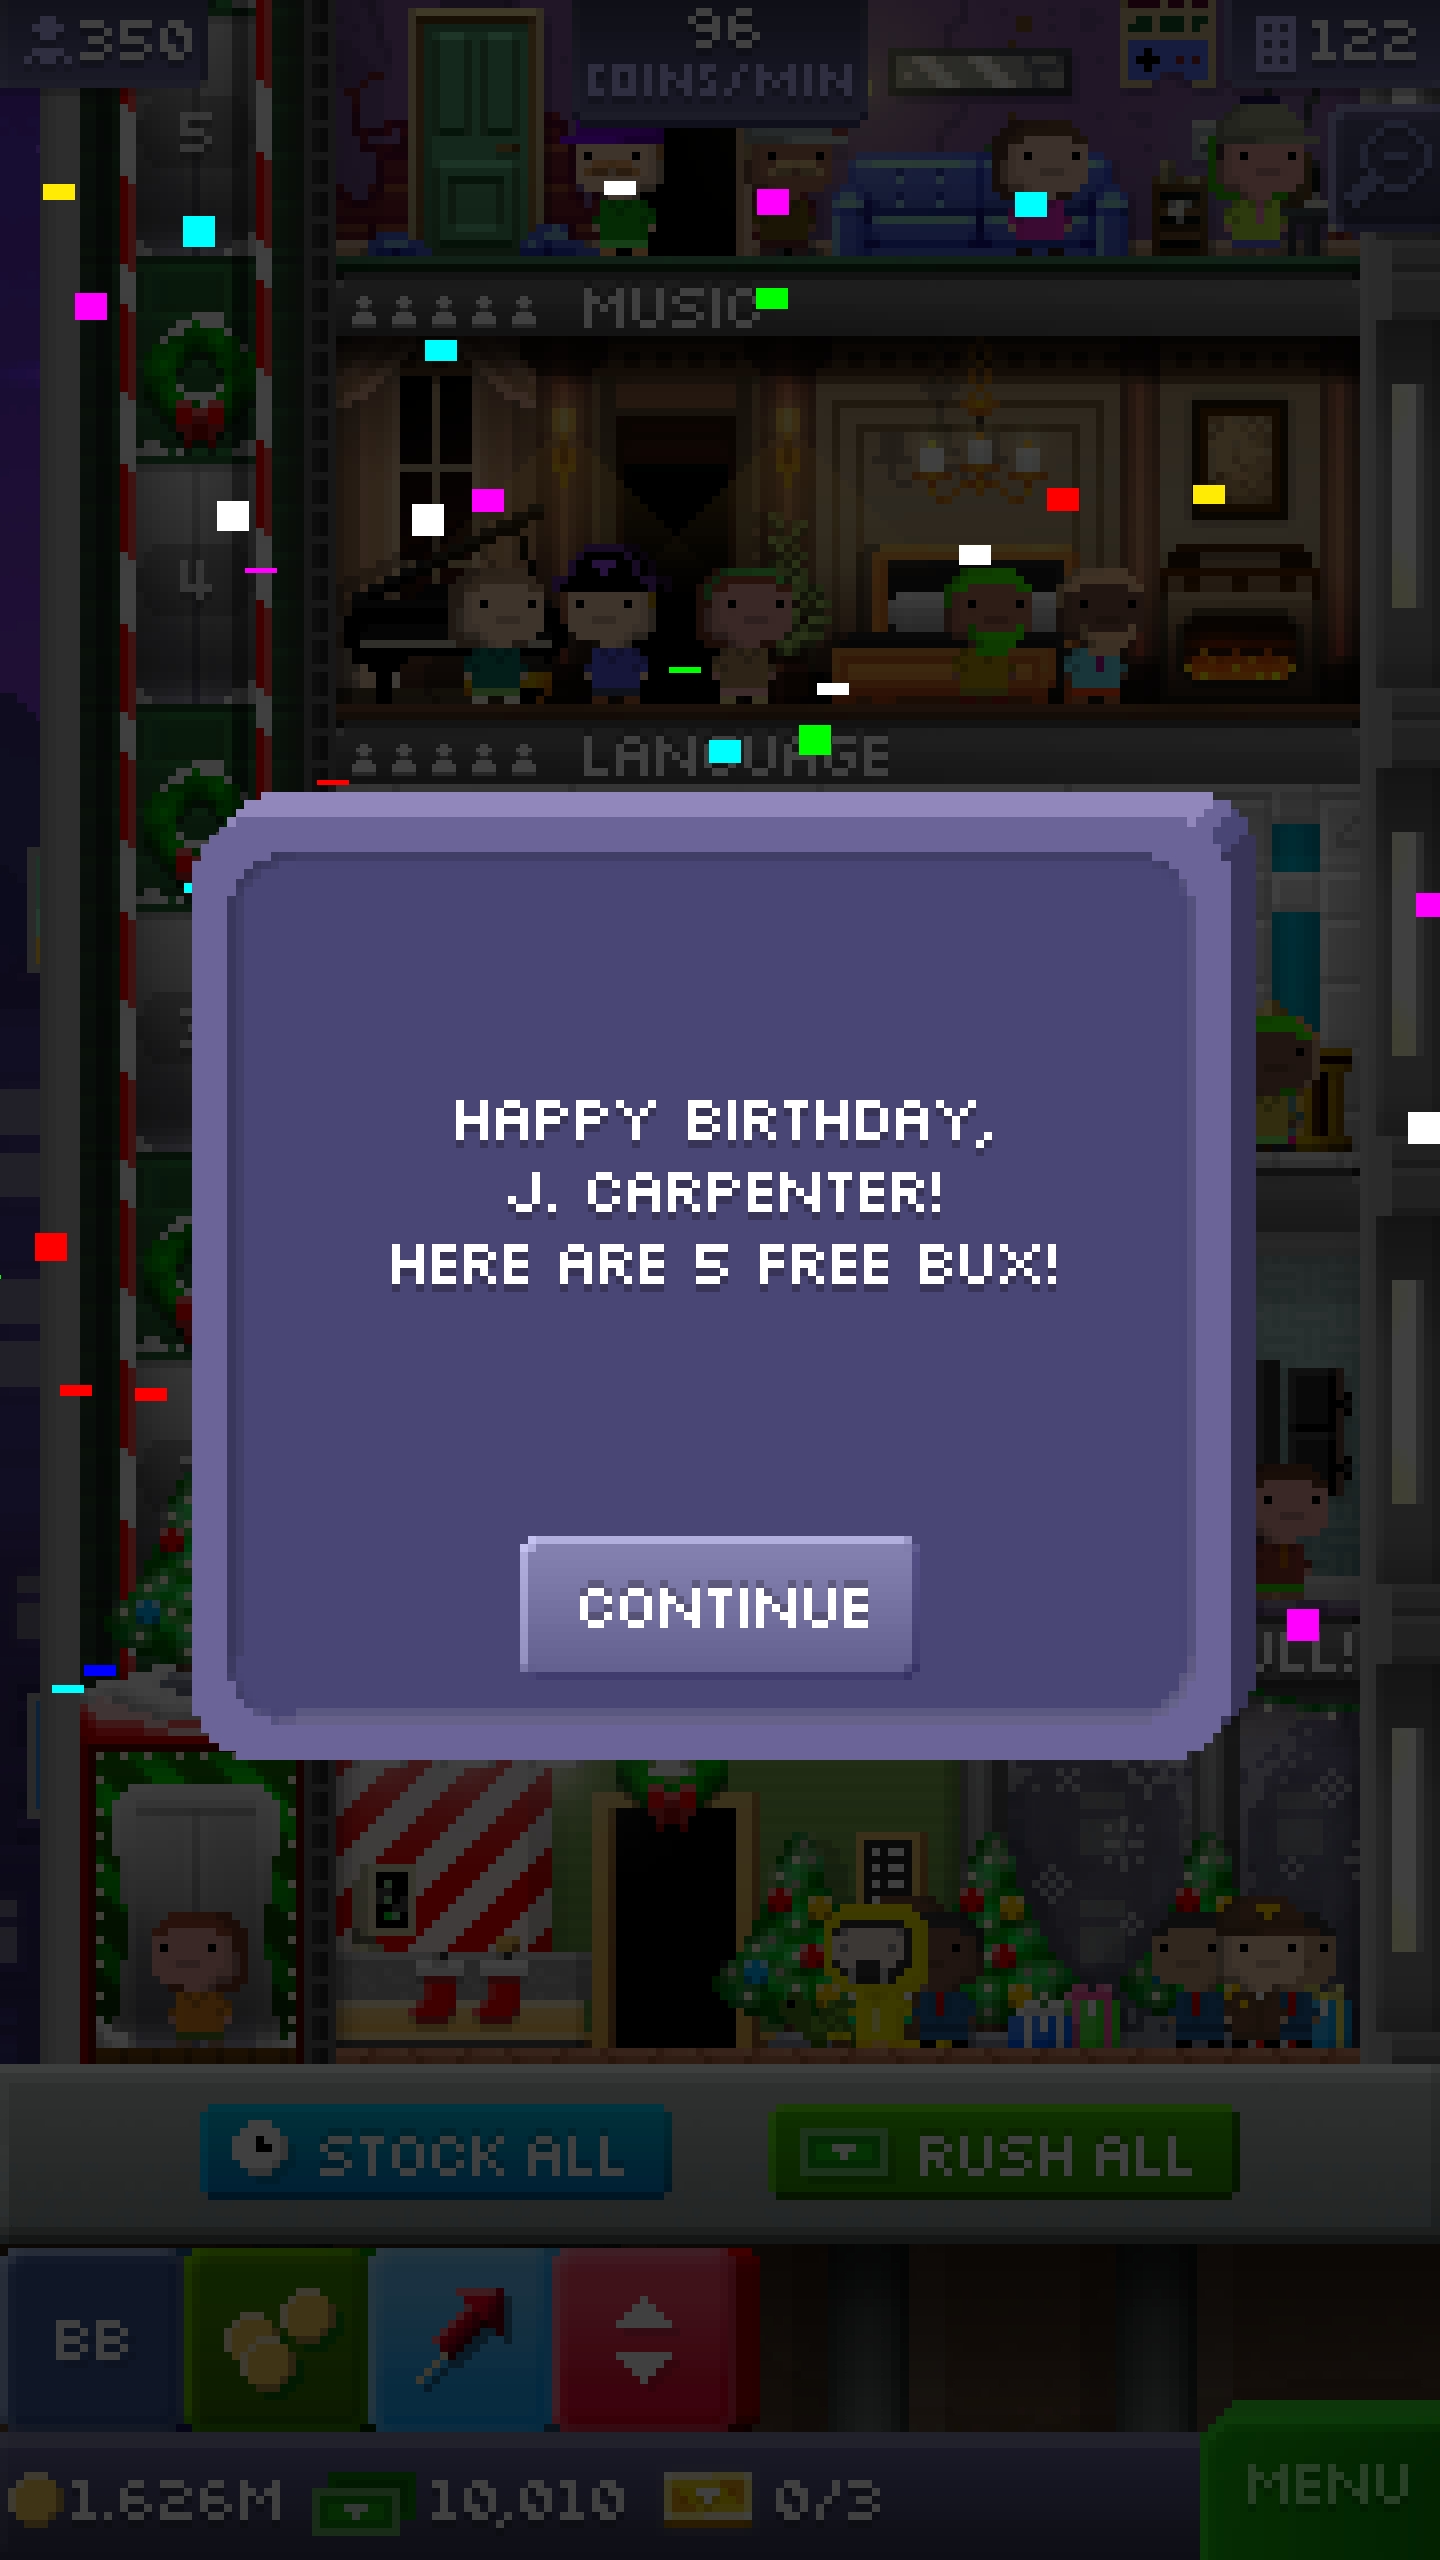 350
96
COINS/MIN
122
5
MUSIC
4
LANGUAGE
HAPPY BIRTHDAY,
J. CARPENTER!
HERE ARE 5 FREE BUX!
CONTINUE
STOCK ALL
RUSH ALL
BB
1.626M
10,010
0/3
MENU